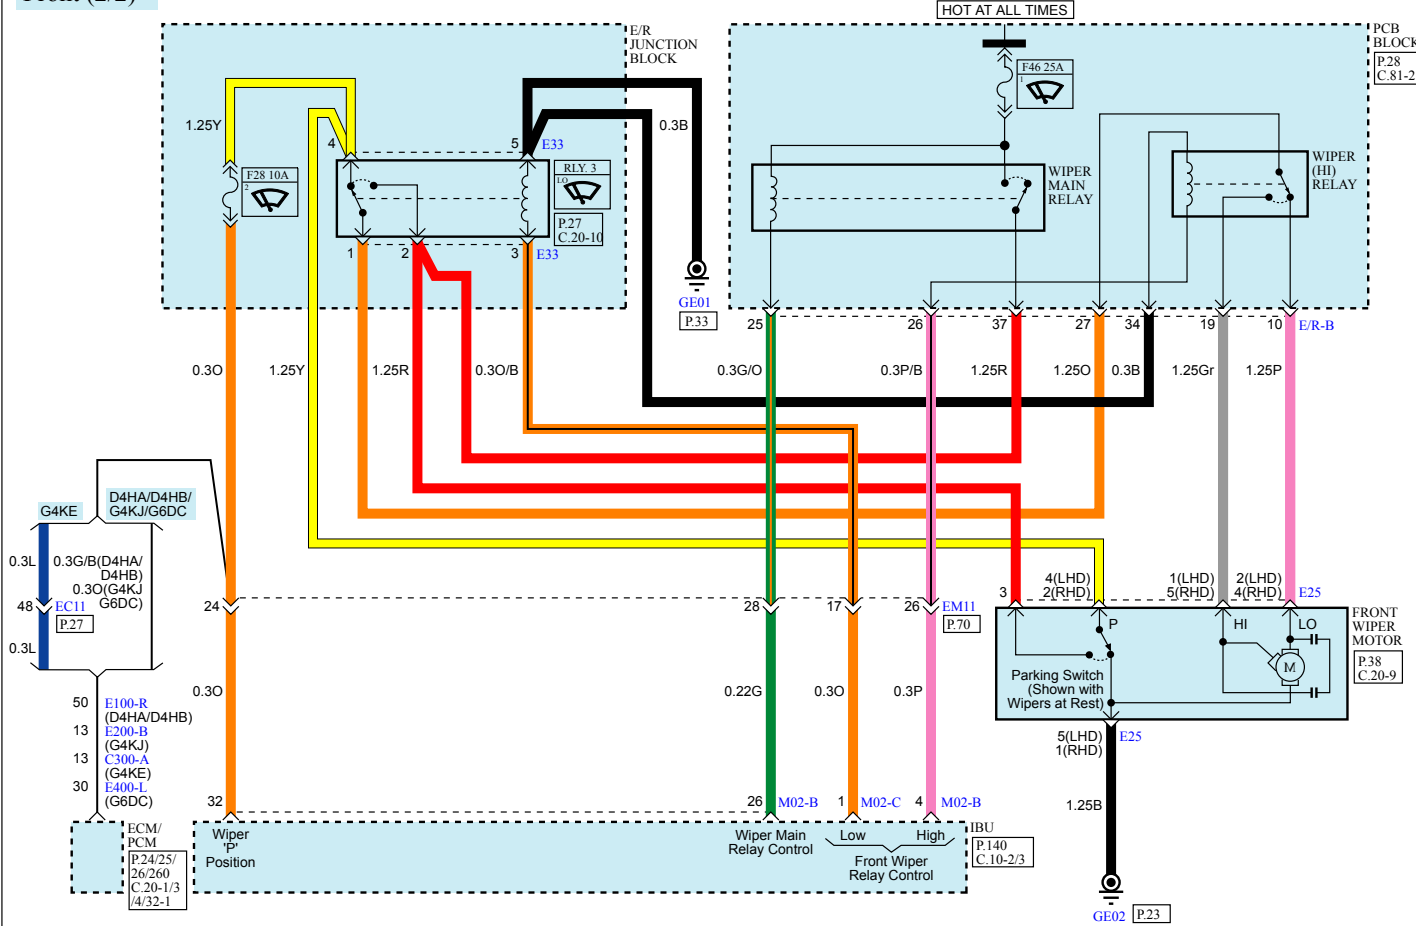 HOT AT ALL TIMES
E/R
JUNCTION
BLOCK
PCB
P.28
F46 25A
1
1.25Y
4
5
E33
0.3B
F28 10A
2
RLY. 3
LO
P.27
C.20-10
WIPER
MAIN
RELAY
WIPER
(HI)
RELAY
1
2
3
E33
GE01
P.33
25
26
37
27
34
19
10
E/R-B
0.3O
1.25Y
1.25R
0.3O/B
0.3G/O
0.3P/B
1.25R
1.25O
0.3B
1.25Gr
1.25P
G4KE
D4HA/D4HB/
G4KJ/G6DC
0.3L
0.3G/B(D4HA/
D4HB)
0.3O(G4KJ
G6DC)
48
EC11
P.27
0.3L
24
28
17
26
EM11
P.70
3
4(LHD)
2(RHD)
1(LHD)
5(RHD)
2(LHD)
4(RHD)
E25
P
HI
LO
M
Parking Switch
(Shown with
Wipers at Rest)
FRONT
WIPER
MOTOR
P.38
C.20-9
0.3O
0.22G
0.3O
0.3P
50 E100-R
(D4HA/D4HB)
13 E200-B
(G4KJ)
13 C300-A
(G4KE)
30 E400-L
(G6DC)
5(LHD)
1(RHD)
E25
1.25B
32
26 M02-B
1 M02-C
4 M02-B
ECM/
PCM
P.24/25/
26/260
C.20-1/3
/4/32-1
Wiper
'P'
Position
Wiper Main
Relay Control
Low
High
Front Wiper
Relay Control
IBU
P.140
C.10-2/3
GE02
P.23